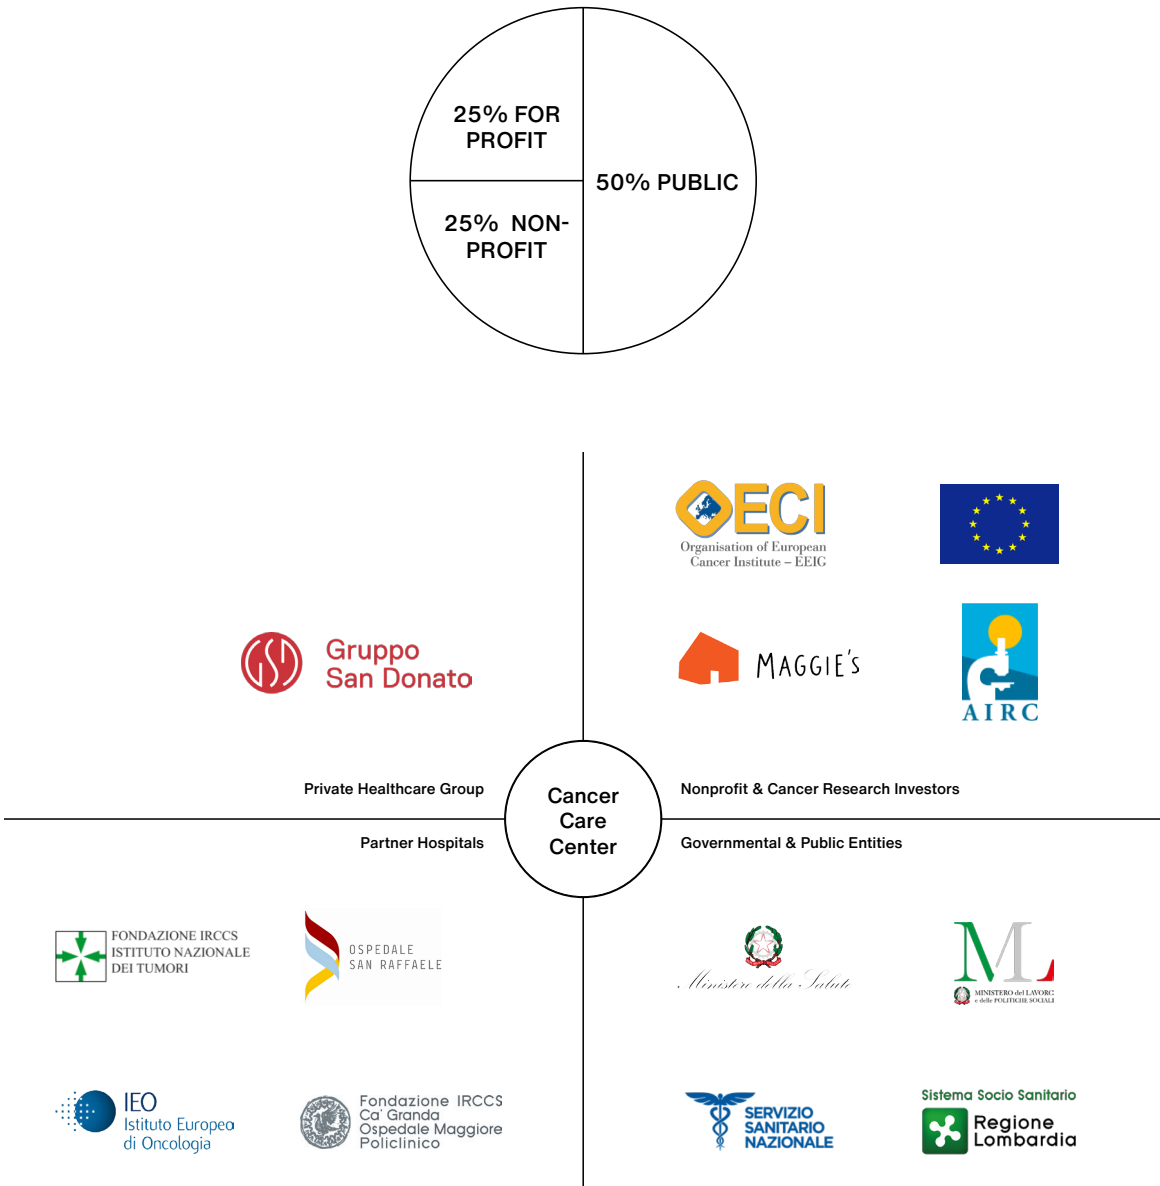 25% FOR
PROFIT
50% PUBLIC
25% NON-
PROFIT
OECI
Organisation of European
Cancer Institute – EEIG
GSD
Gruppo
San Donato
MAGGIE'S
AIRC
Private Healthcare Group
Nonprofit & Cancer Research Investors
Cancer
Care
Center
Partner Hospitals
Governmental & Public Entities
FONDAZIONE IRCCS
ISTITUTO NAZIONALE
DEI TUMORI
OSPEDALE
SAN RAFFAELE
Ministero della Salute
ML
MINISTERO del LAVORO
e delle POLITICHE SOCIALI
IEO
Istituto Europeo
di Oncologia
Fondazione IRCCS
Ca' Granda
Ospedale Maggiore
Policlinico
SERVIZIO
SANITARIO
NAZIONALE
Sistema Socio Sanitario
Regione
Lombardia